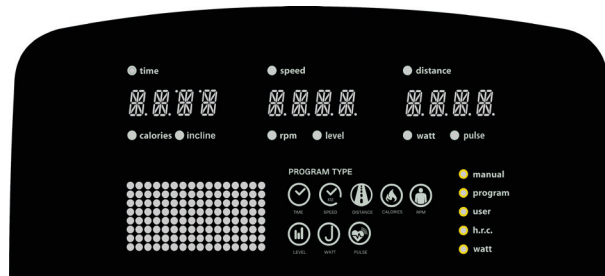 time speed distance
calories incline rpm level watt pulse
PROGRAM TYPE
manual
program
user
h.r.c.
watt
TIME SPEED DISTANCE CALORIES RPM
LEVEL WATT PULSE